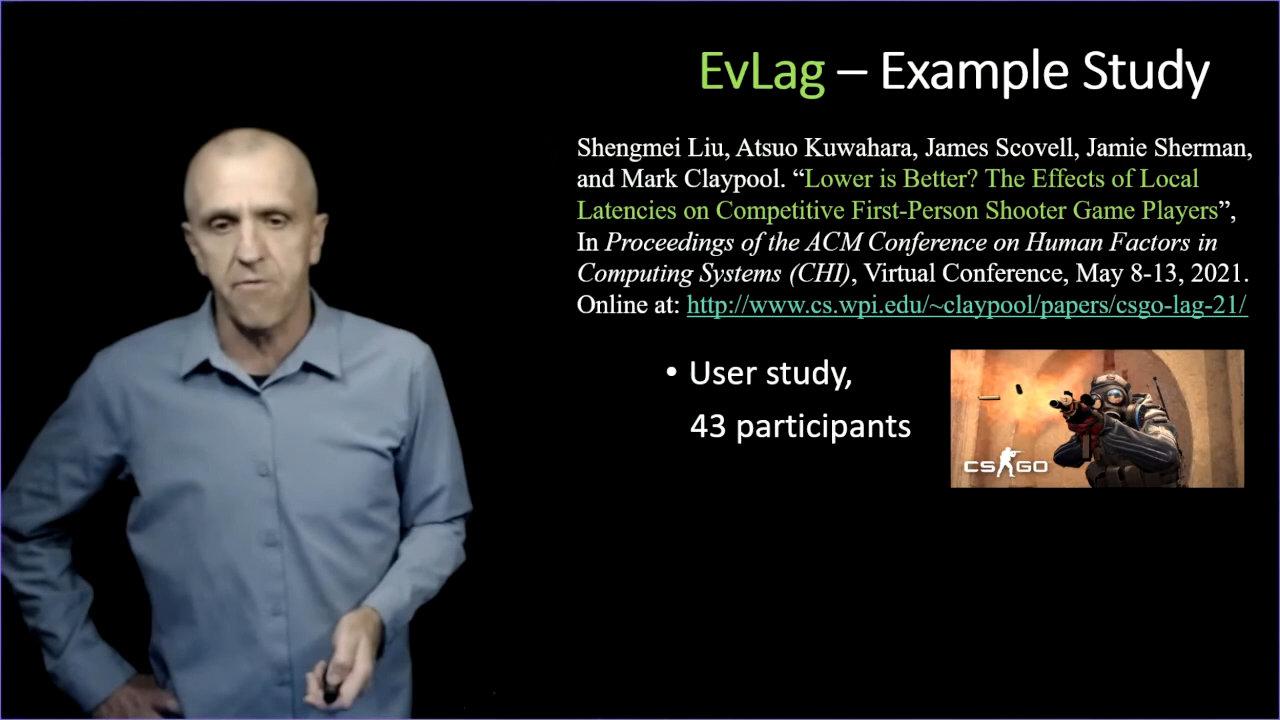 EvLag – Example Study
Shengmei Liu, Atsuo Kuwahara, James Scovell, Jamie Sherman,
and Mark Claypool. “Lower is Better? The Effects of Local
Latencies on Competitive First-Person Shooter Game Players”,
In Proceedings of the ACM Conference on Human Factors in
Computing Systems (CHI), Virtual Conference, May 8-13, 2021.
Online at: http://www.cs.wpi.edu/~claypool/papers/csgo-lag-21/
• User study,
43 participants
CS GO